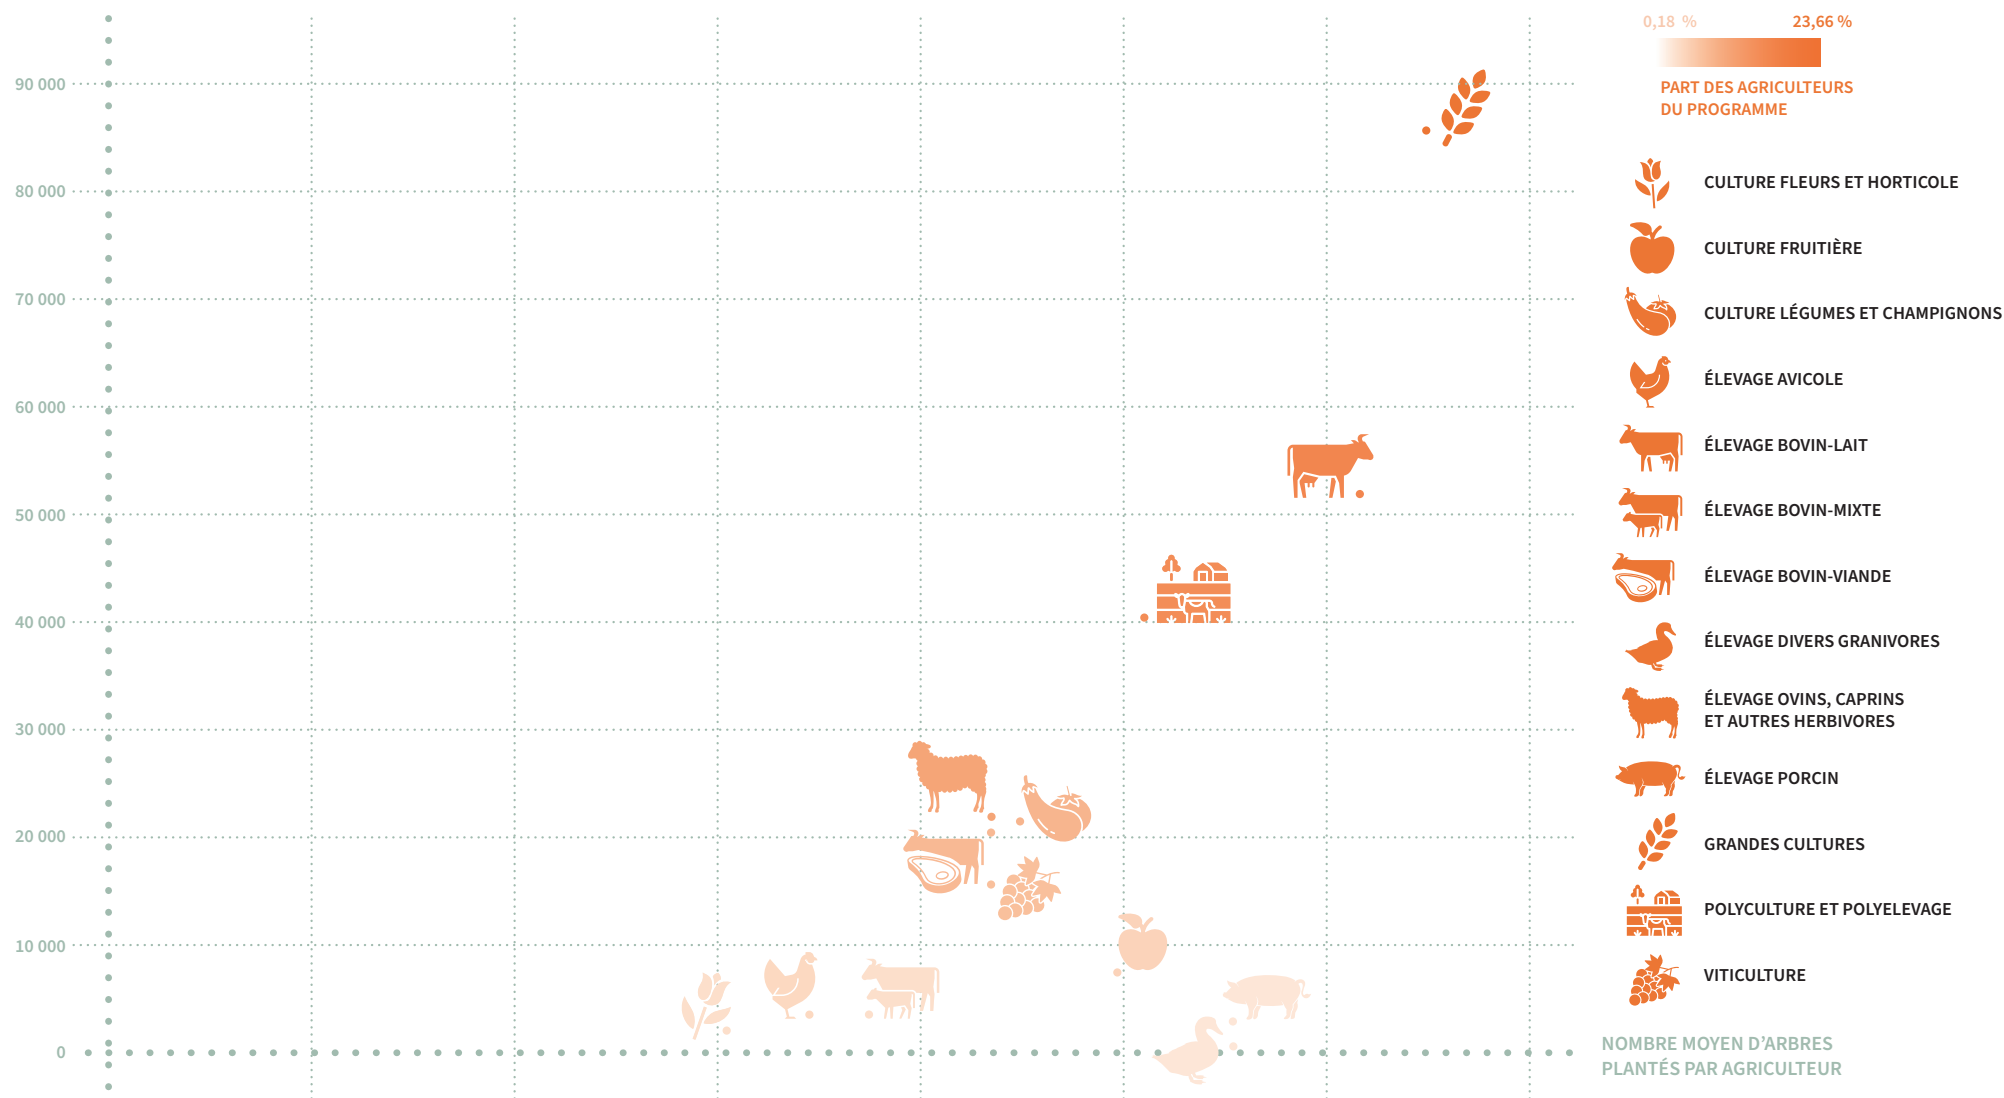 0,18 %
23,66 %
PART DES AGRICULTEURS
DU PROGRAMME
90 000
80 000
70 000
60 000
50 000
40 000
30 000
20 000
10 000
0
CULTURE FLEURS ET HORTICOLE
CULTURE FRUITIÈRE
CULTURE LÉGUMES ET CHAMPIGNONS
ÉLEVAGE AVICOLE
ÉLEVAGE BOVIN-LAIT
ÉLEVAGE BOVIN-MIXTE
ÉLEVAGE BOVIN-VIANDE
ÉLEVAGE DIVERS GRANIVORES
ÉLEVAGE OVINS, CAPRINS
ET AUTRES HERBIVORES
ÉLEVAGE PORCIN
GRANDES CULTURES
POLYCULTURE ET POLYELEVAGE
VITICULTURE
NOMBRE MOYEN D’ARBRES
PLANTÉS PAR AGRICULTEUR